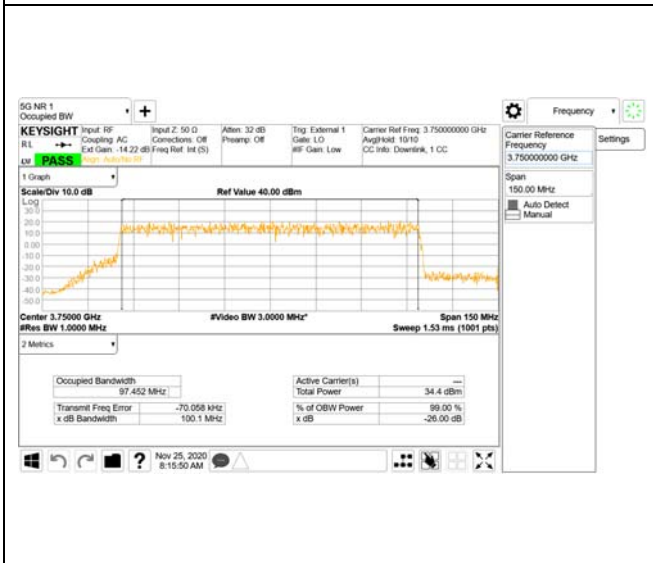 5G NR 1
Occupied BW
Frequency
KEYSIGHT Input: RF Input Z: 50 Ω Atten: 32 dB Trig: External 1 Carrier Ref Freq: 3.750000000 GHz
RL Coupling: AC Corrections: Off Preamp: Off Gate: LO Avg|Hold: 10/10
Ext Gain: -14.22 dB Freq Ref: Int (S) #IF Gain: Low CC Info: Downlink, 1 CC
PASS Align: Auto/No RF
Carrier Reference
Frequency
3.750000000 GHz
Settings
Span
150.00 MHz
Auto Detect
Manual
1 Graph
Scale/Div 10.0 dB Ref Value 40.00 dBm
Log
30.0
20.0
10.0
0.00
-10.0
-20.0
-30.0
-40.0
-50.0
Center 3.75000 GHz #Video BW 3.0000 MHz* Span 150 MHz
#Res BW 1.0000 MHz Sweep 1.53 ms (1001 pts)
2 Metrics
Occupied Bandwidth Active Carrier(s) ---
97.452 MHz Total Power 34.4 dBm
Transmit Freq Error -70.058 kHz % of OBW Power 99.00 %
x dB Bandwidth 100.1 MHz x dB -26.00 dB
Nov 25, 2020
8:15:50 AM